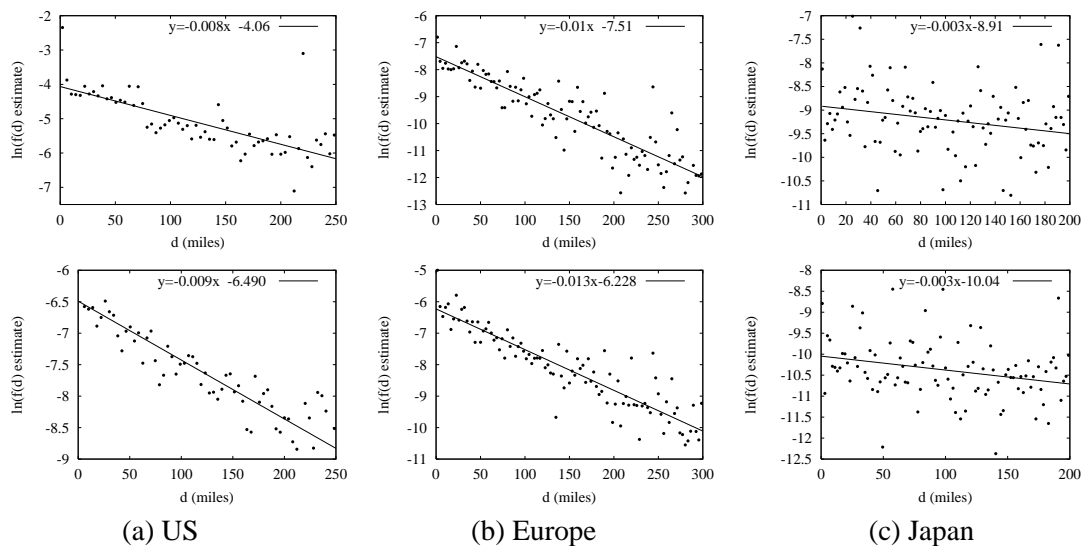 y=-0.008x -4.06
ln(f(d) estimate)
-2
-3
-4
-5
-6
-7
0 50 100 150 200 250
d (miles)
y=-0.01x -7.51
ln(f(d) estimate)
-6
-7
-8
-9
-10
-11
-12
-13
0 50 100 150 200 250 300
d (miles)
y=-0.003x-8.91
ln(f(d) estimate)
-7
-7.5
-8
-8.5
-9
-9.5
-10
-10.5
-11
0 20 40 60 80 100 120 140 160 180 200
d (miles)
y=-0.009x -6.490
ln(f(d) estimate)
-6
-6.5
-7
-7.5
-8
-8.5
-9
0 50 100 150 200 250
d (miles)
y=-0.013x-6.228
ln(f(d) estimate)
-5
-6
-7
-8
-9
-10
-11
0 50 100 150 200 250 300
d (miles)
y=-0.003x-10.04
ln(f(d) estimate)
-8
-8.5
-9
-9.5
-10
-10.5
-11
-11.5
-12
-12.5
0 50 100 150 200
d (miles)
(a) US
(b) Europe
(c) Japan